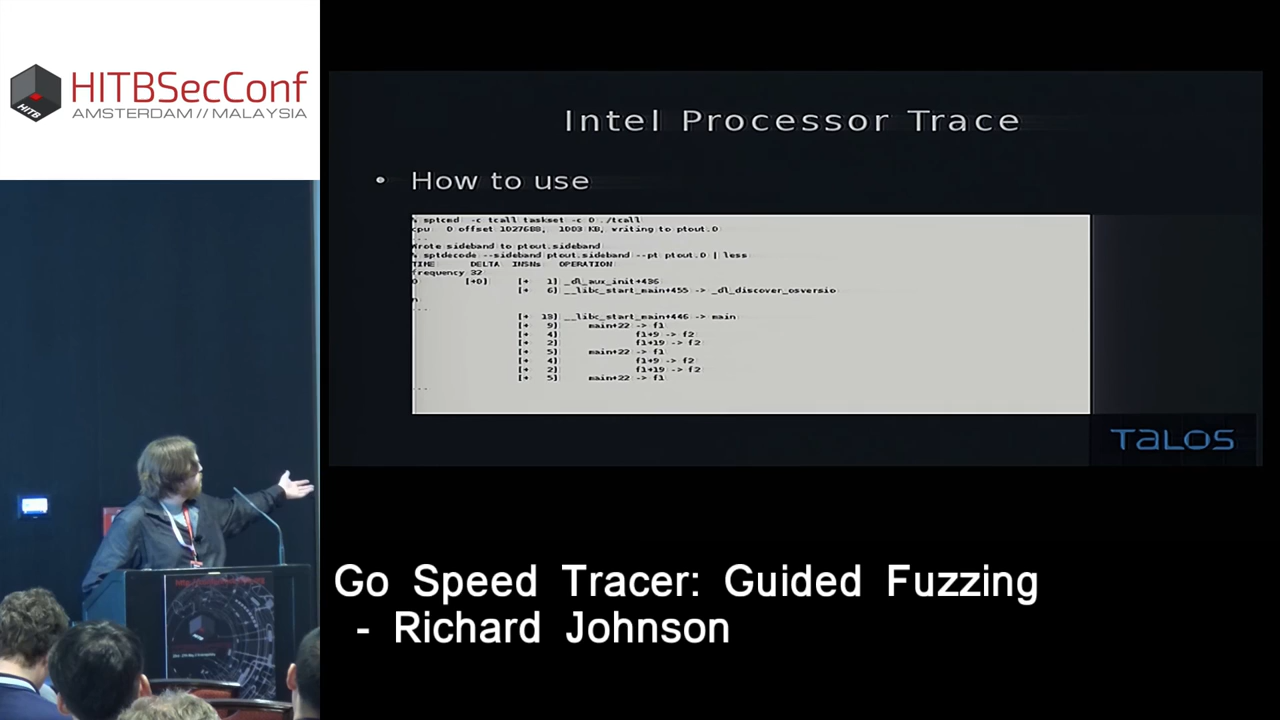 HITBSecConf
AMSTERDAM//MALAYSIA
HITB
Intel Processor Trace
• How to use
% sptcmd -c tcall taskset -c 0 ./tcall
cpu 0 offset 1027688, 1003 KB, writing to ptout.0
...
Wrote sideband to ptout.sideband
% sptdecode --sideband ptout.sideband --pt ptout.0 | less
TIME DELTA INSNs OPERATION
frequency 32
0 [+0] [+ 1] _dl_aux_init+436
[+ 6] __libc_start_main+455 -> _dl_discover_osversio
n
...
[+ 13] __libc_start_main+446 -> main
[+ 9] main+22 -> f1
[+ 4] f1+9 -> f2
[+ 2] f1+19 -> f2
[+ 5] main+22 -> f1
[+ 4] f1+9 -> f2
[+ 2] f1+19 -> f2
[+ 5] main+22 -> f1
...
TALOS
Go Speed Tracer: Guided Fuzzing
- Richard Johnson